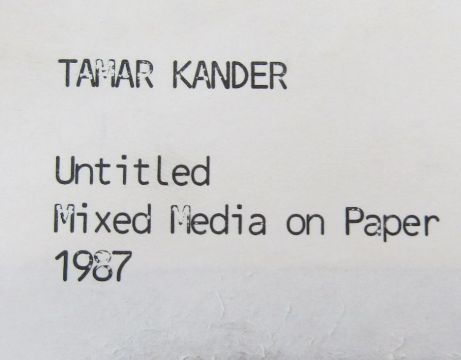 TAMAR KANDER
Untitled
Mixed Media on Paper
1987